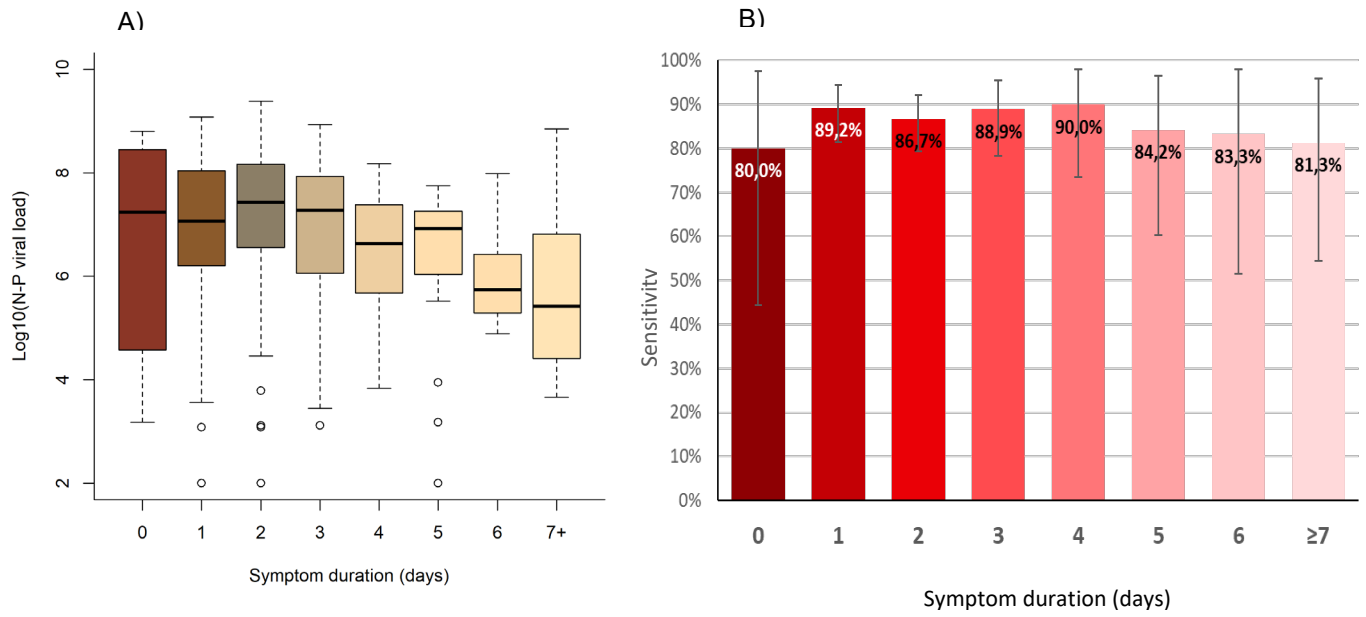 A)
B)
Log10(N-P viral load)
10
8
6
4
2
0 1 2 3 4 5 6 7+
Symptom duration (days)
Sensitivity
100%
90%
80%
70%
60%
50%
40%
30%
20%
10%
0%
80,0% 89,2% 86,7% 88,9% 90,0% 84,2% 83,3% 81,3%
0 1 2 3 4 5 6 ≥7
Symptom duration (days)